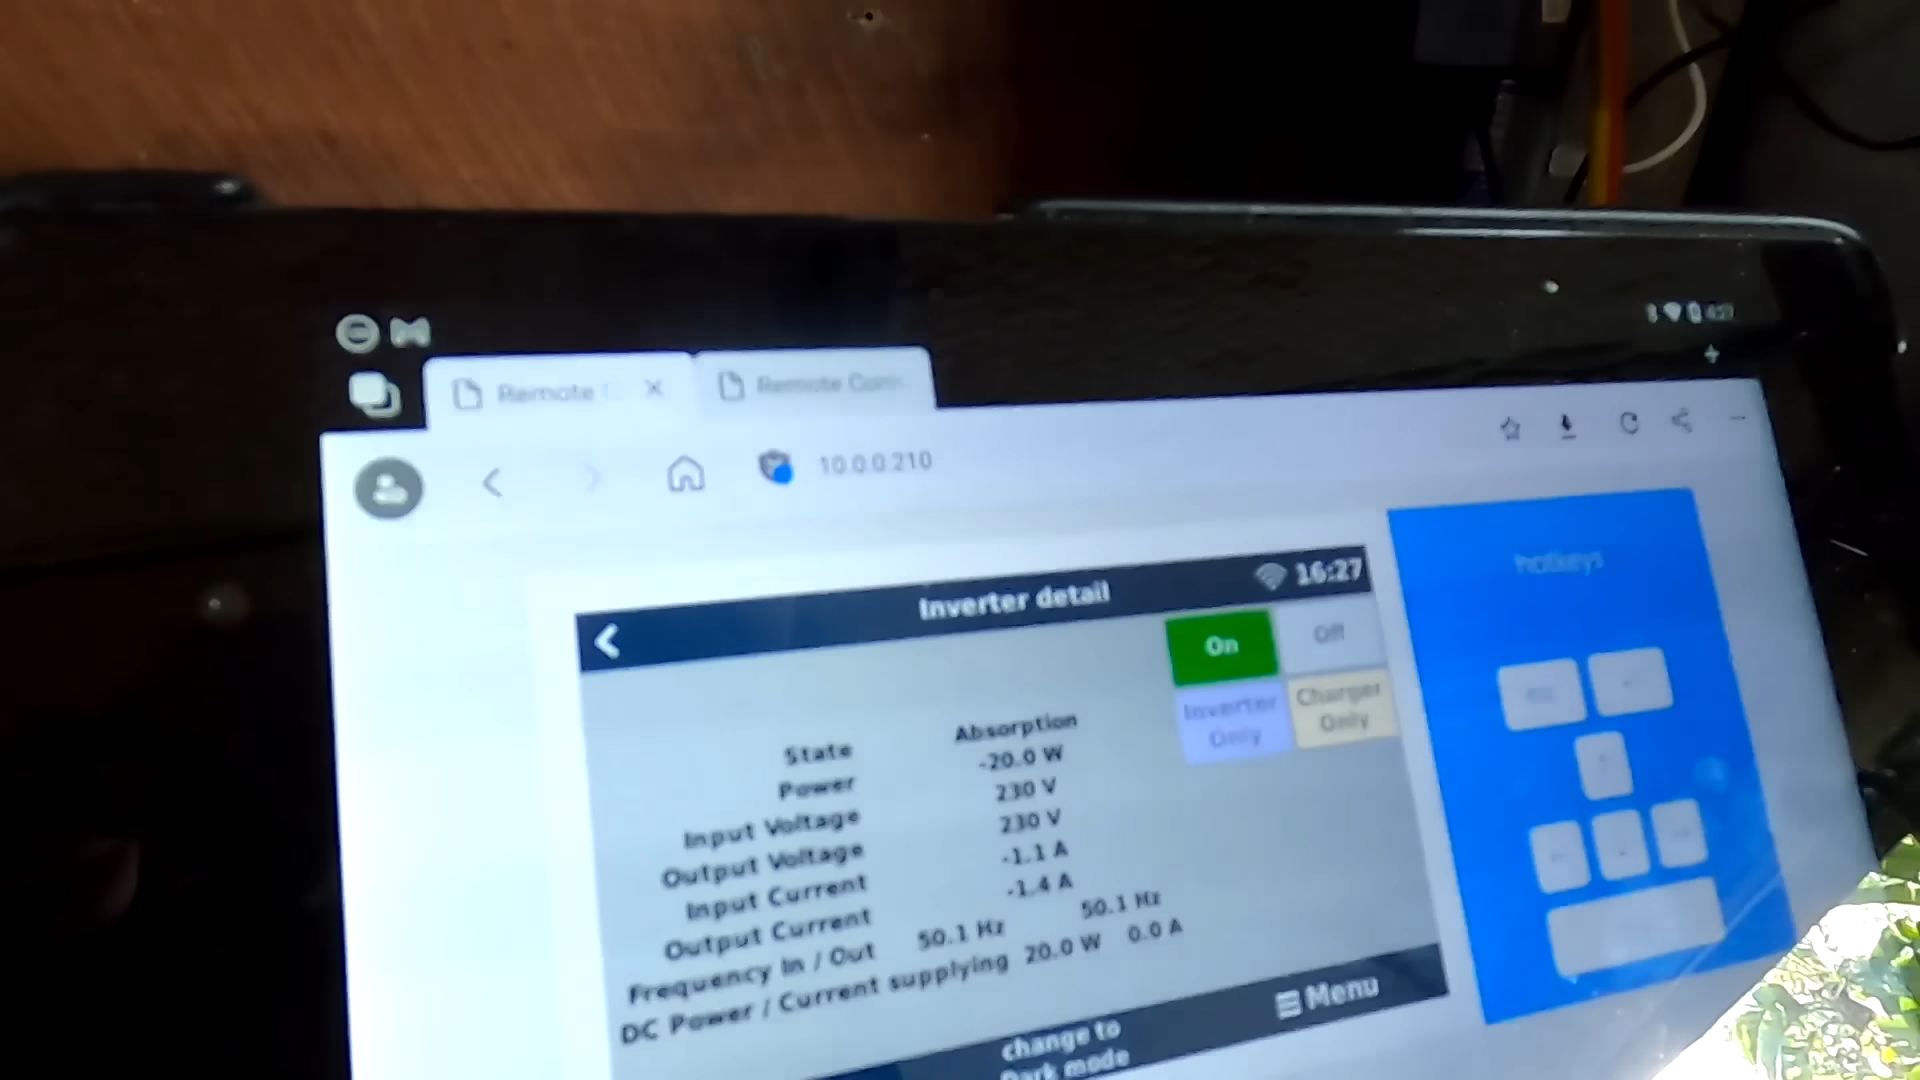 Remote
Remote Con
10.0.0.210
hotkeys
Inverter detail 16:27
On Off
Inverter Only
Charger Only
State Absorption
Power -20.0 W
Input Voltage 230 V
Output Voltage 230 V
Input Current -1.1 A
Output Current -1.4 A
Frequency In / Out 50.1 Hz 50.1 Hz
DC Power / Current supplying 20.0 W 0.0 A
change to
Dark mode
Menu